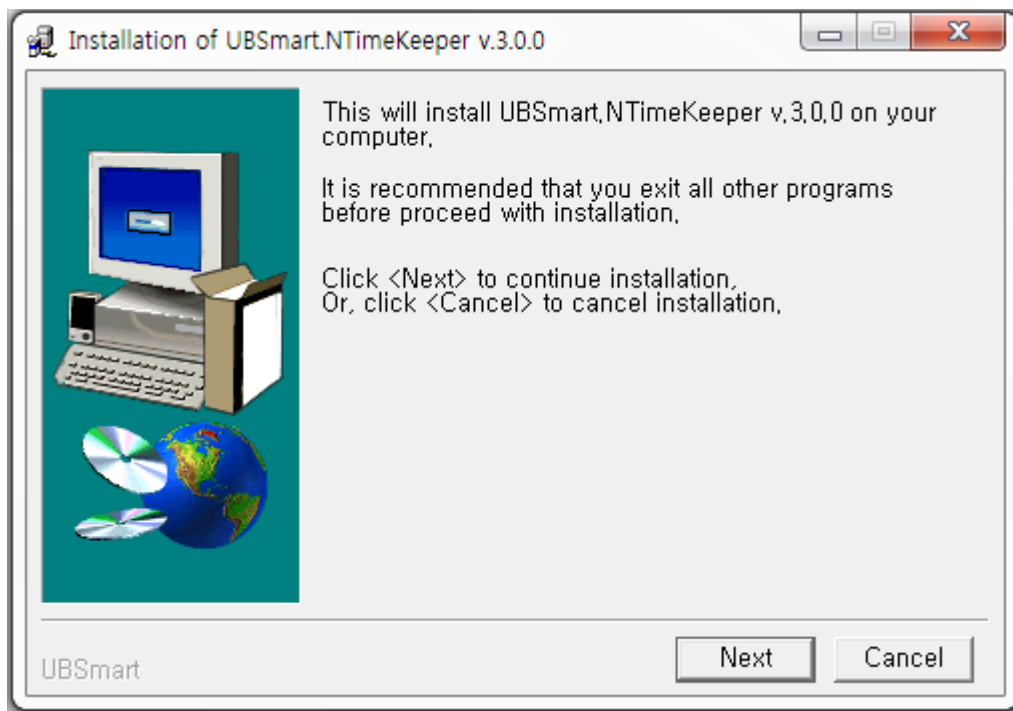 Installation of UBSmart.NTimeKeeper v.3.0.0
This will install UBSmart.NTimeKeeper v.3.0.0 on your
computer.
It is recommended that you exit all other programs
before proceed with installation.
Click <Next> to continue installation.
Or, click <Cancel> to cancel installation.
UBSmart
Next
Cancel